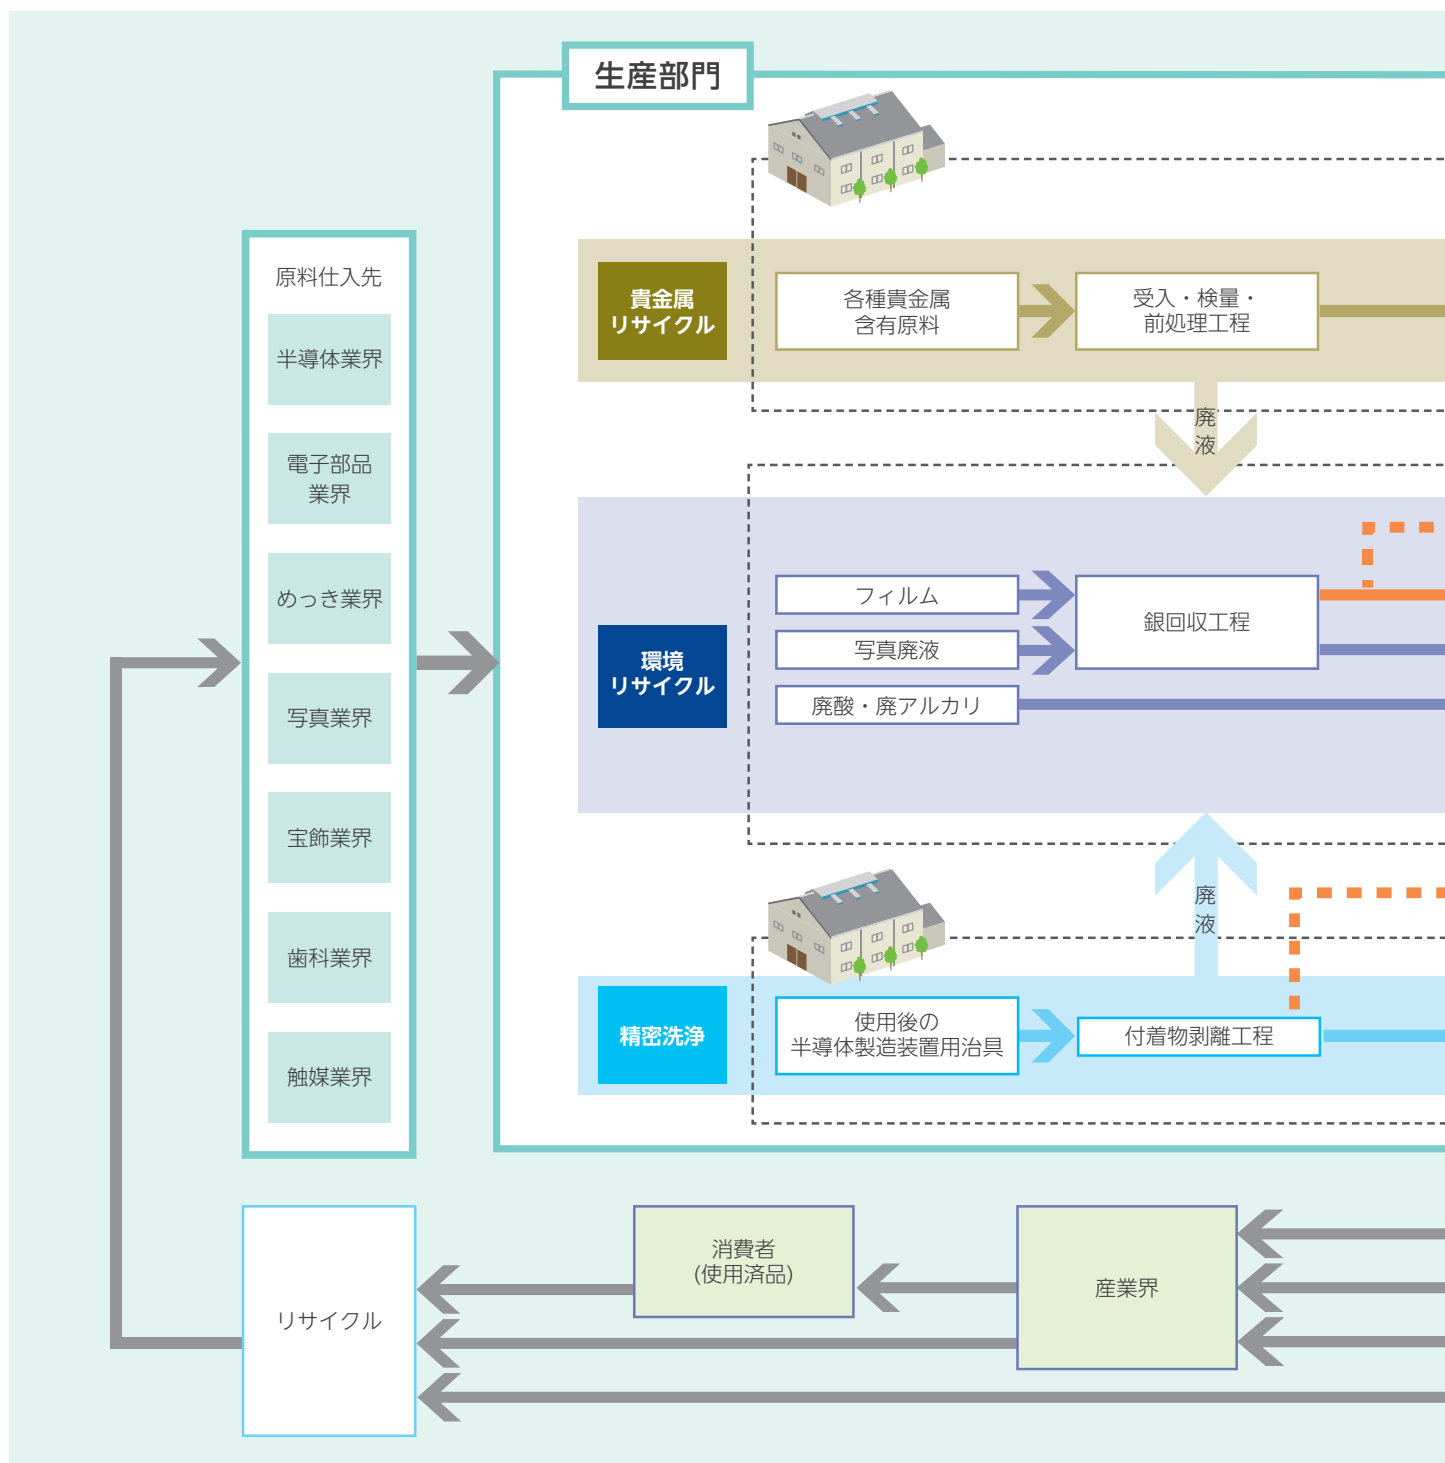 生産部門
原料仕入先
半導体業界
電子部品
業界
めっき業界
写真業界
宝飾業界
歯科業界
触媒業界
貴金属
リサイクル
各種貴金属
含有原料
受入・検量・
前処理工程
廃
液
環境
リサイクル
フィルム
写真廃液
廃酸・廃アルカリ
銀回収工程
廃
液
精密洗浄
使用後の
半導体製造装置用治具
付着物剥離工程
リサイクル
消費者
(使用済品)
産業界